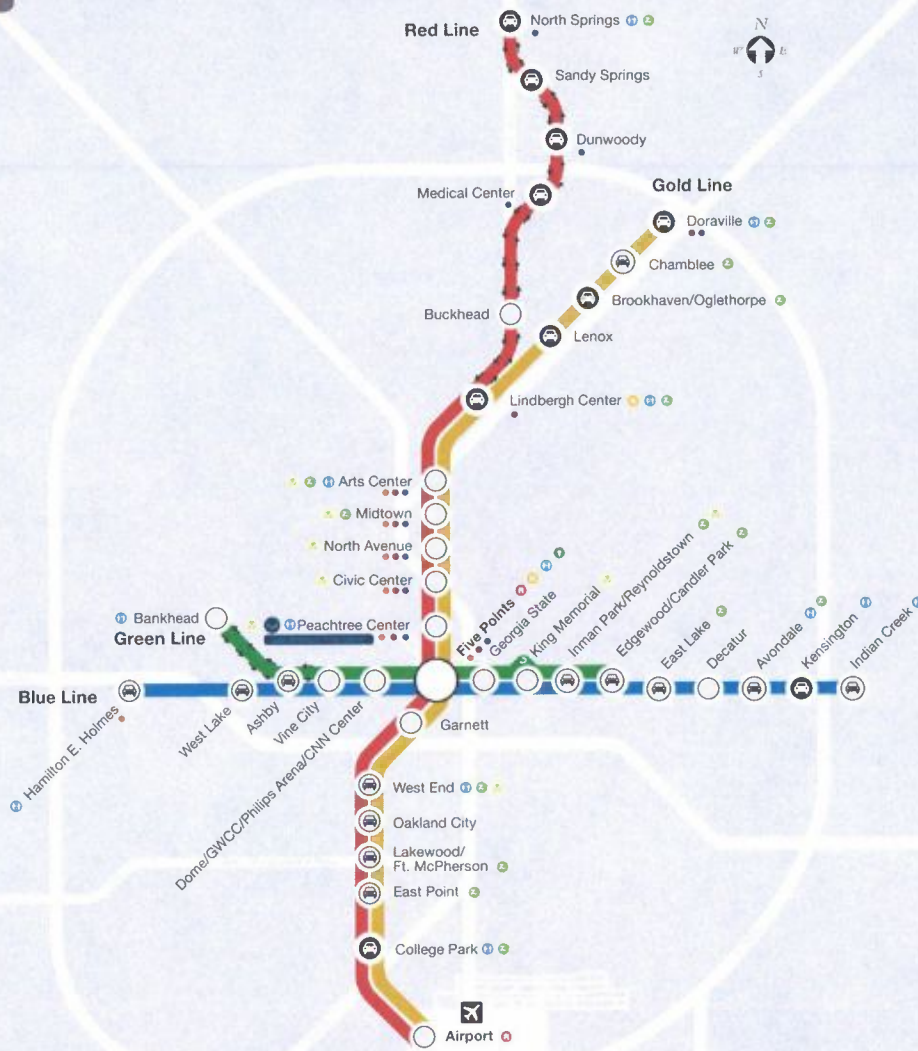 Red Line
North Springs
N
W E
S
Sandy Springs
Dunwoody
Medical Center
Gold Line
Doraville
Chamblee
Brookhaven/Oglethorpe
Buckhead
Lenox
Lindbergh Center
Arts Center
Midtown
North Avenue
Civic Center
Peachtree Center
Bankhead
Green Line
Five Points
Georgia State
King Memorial
Inman Park/Reynoldstown
Edgewood/Candler Park
East Lake
Decatur
Avondale
Kensington
Indian Creek
Blue Line
Hamilton E. Holmes
West Lake
Ashby
Vine City
Dome/GWCC/Philips Arena/CNN Center
Garnett
West End
Oakland City
Lakewood/
Ft. McPherson
East Point
College Park
Airport